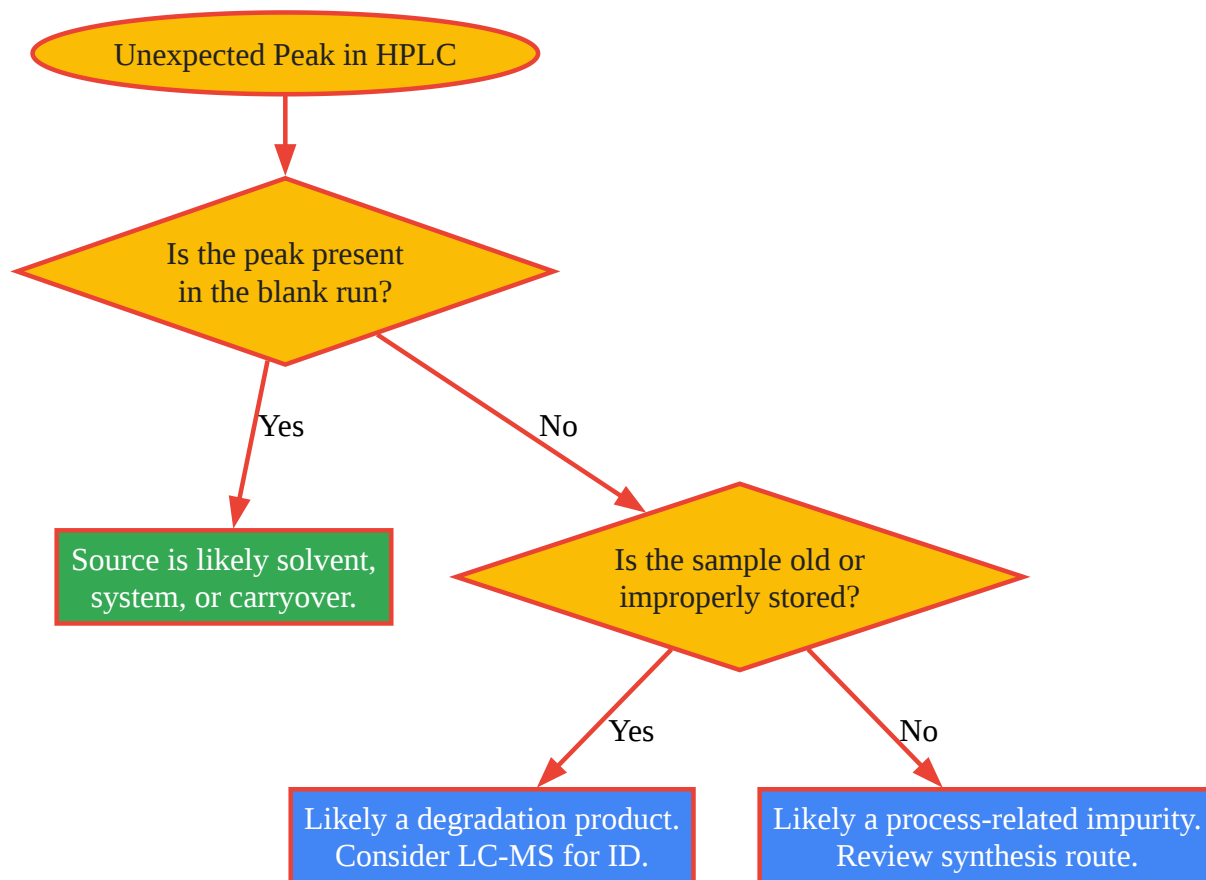 Unexpected Peak in HPLC
Is the peak present
in the blank run?
Yes
No
Source is likely solvent,
system, or carryover.
Is the sample old or
improperly stored?
Yes
No
Likely a degradation product.
Consider LC-MS for ID.
Likely a process-related impurity.
Review synthesis route.